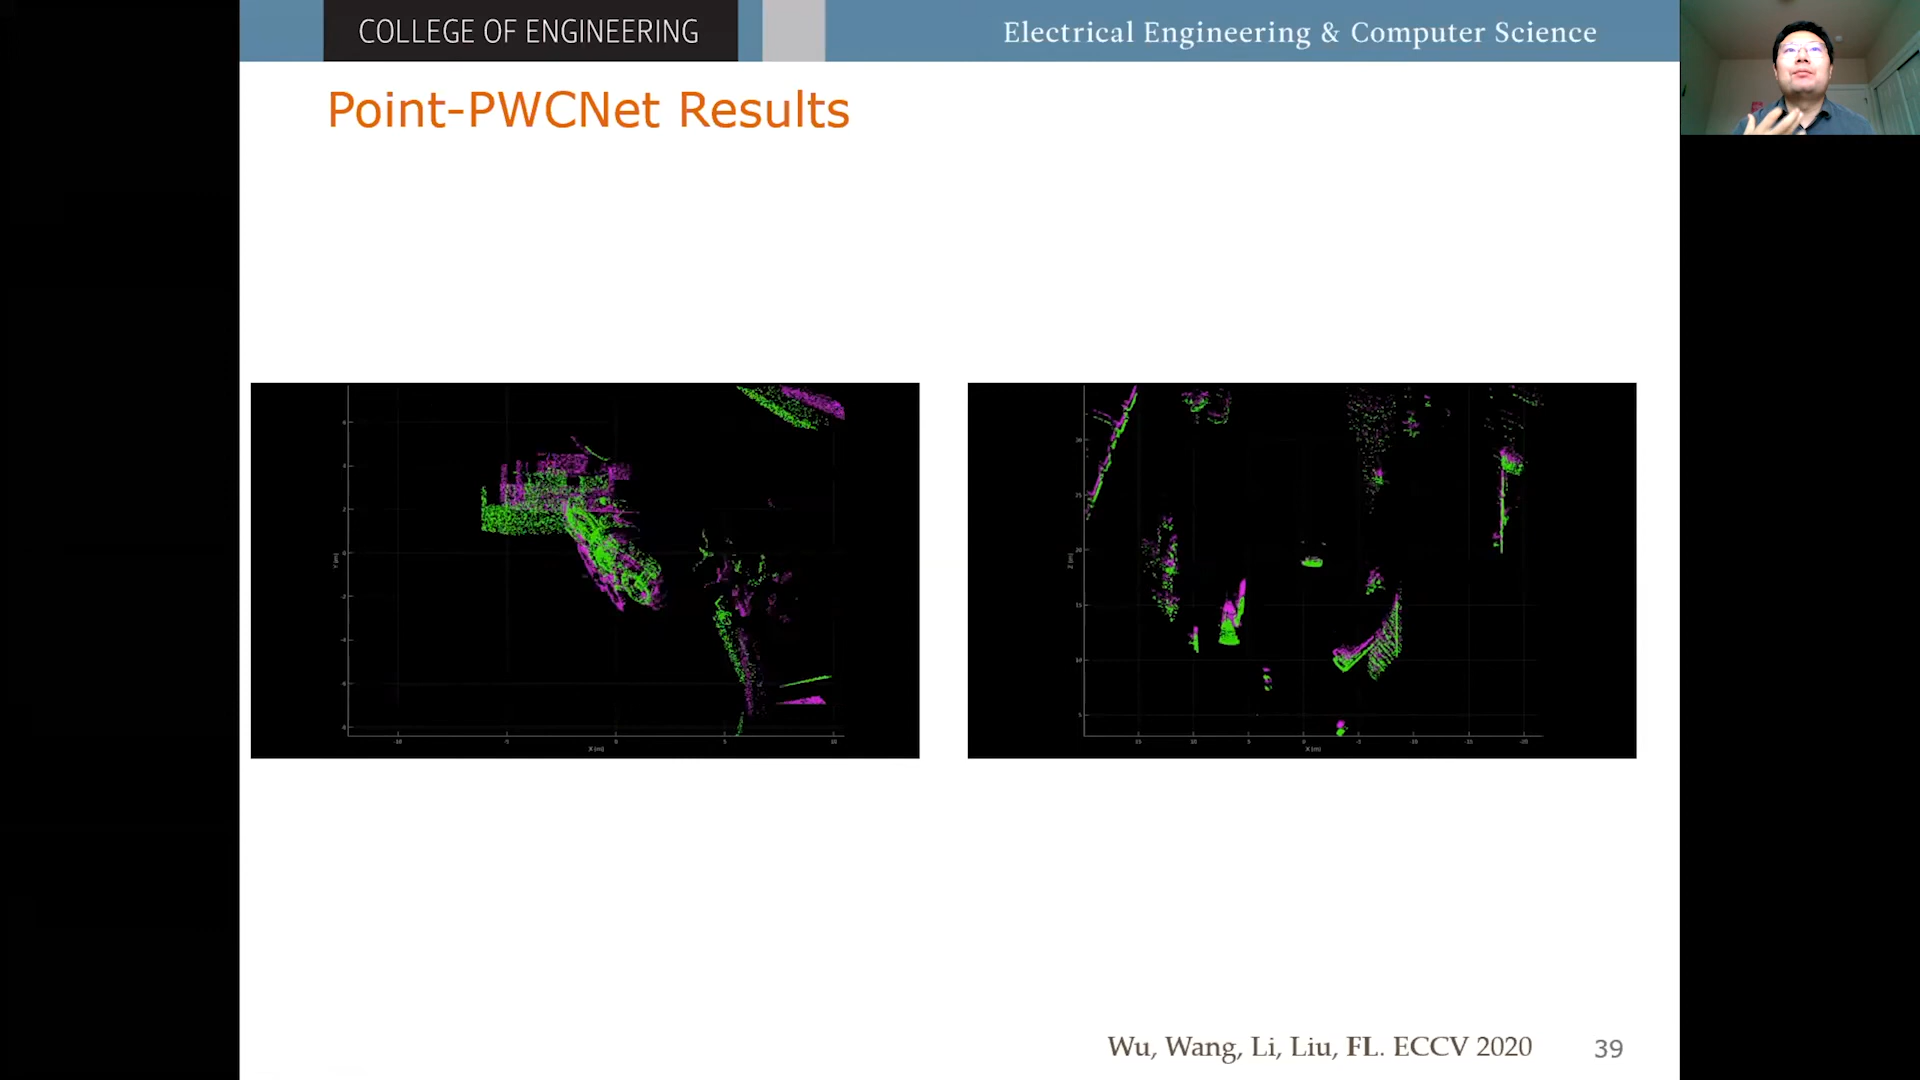 COLLEGE OF ENGINEERING
Electrical Engineering & Computer Science
Point-PWCNet Results
X (m)
X (m)
Wu, Wang, Li, Liu, FL. ECCV 2020
39